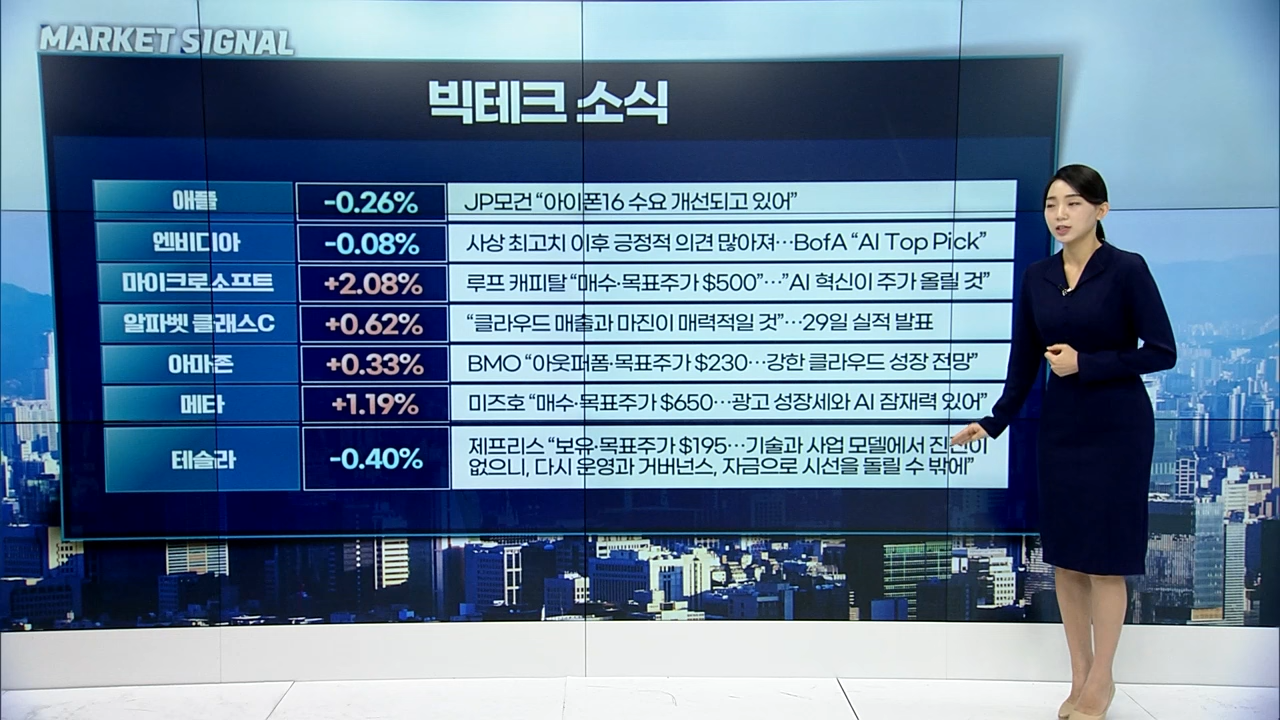 MARKET SIGNAL
빅테크 소식
애플 -0.26% JP모건 “아이폰16 수요 개선되고 있어”
엔비디아 -0.08% 사상 최고치 이후 긍정적 의견 많아져…BofA “AI Top Pick”
마이크로소프트 +2.08% 루프 캐피탈 “매수·목표주가 $500”…”AI 혁신이 주가 올릴 것”
알파벳 클래스C +0.62% “클라우드 매출과 마진이 매력적일 것”…29일 실적 발표
아마존 +0.33% BMO “아웃퍼폼·목표주가 $230…강한 클라우드 성장 전망”
메타 +1.19% 미즈호 “매수·목표주가 $650…광고 성장세와 AI 잠재력 있어”
테슬라 -0.40% 제프리스 “보유·목표주가 $195…기술과 사업 모델에서 진전이
없으니, 다시 운영과 거버넌스, 자금으로 시선을 돌릴 수 밖에”